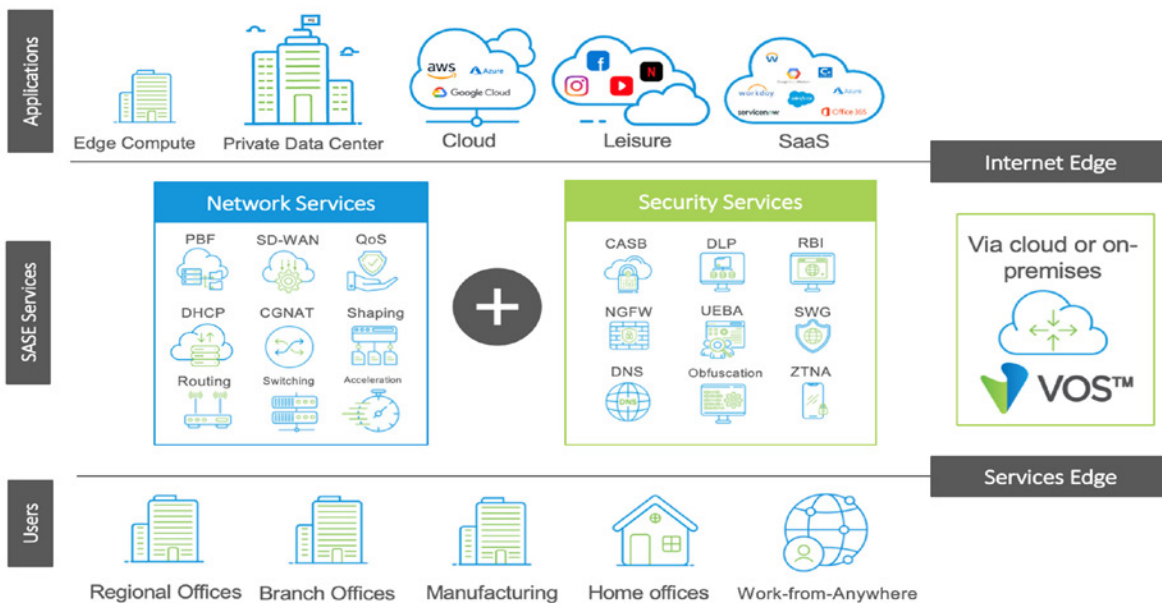 Applications
aws
Azure
Google Cloud
f
N
W
workday
salesforce
Azure
servicenow
Office 365
Edge Compute
Private Data Center
Cloud
Leisure
SaaS
Internet Edge
SASE Services
Network Services
PBF
SD-WAN
QoS
DHCP
CGNAT
Shaping
Routing
Switching
Acceleration
+
Security Services
CASB
DLP
RBI
NGFW
UEBA
SWG
DNS
Obfuscation
ZTNA
DNS
Via cloud or on-
premises
VOS™
Services Edge
Users
Regional Offices
Branch Offices
Manufacturing
Home offices
Work-from-Anywhere